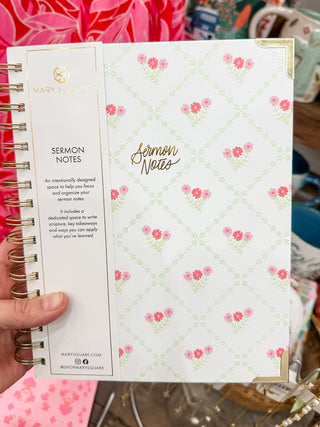 MARY SQUARE
SERMON
NOTES
An intentionally designed
space to help you focus
and organize your
sermon notes.
It includes a
dedicated space to write
scripture, key takeaways
and ways you can apply
what you've learned.
MARYSQUARE.COM
@SHOPMARYSQUARE
Sermon
Notes